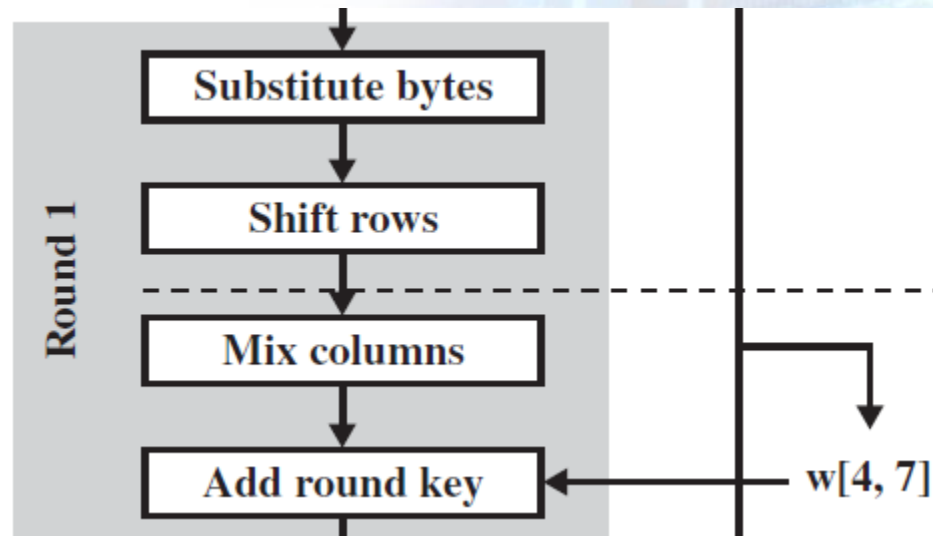 Substitute bytes
Shift rows
Round 1
Mix columns
Add round key
w[4, 7]